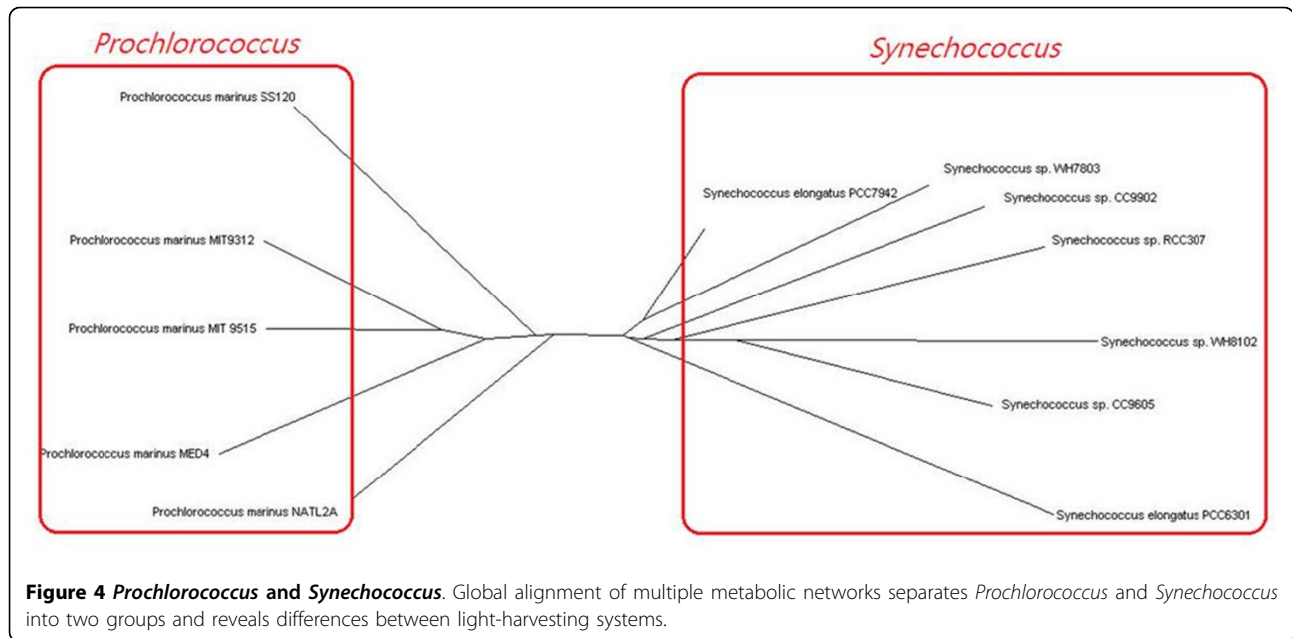 Prochlorococcus
Synechococcus
Prochlorococcus marinus SS120
Synechococcus sp. WH7803
Synechococcus elongatus PCC7942
Synechococcus sp. CC9902
Prochlorococcus marinus MIT9312
Synechococcus sp. RCC307
Prochlorococcus marinus MIT 9515
Synechococcus sp. WH8102
Synechococcus sp. CC9605
Prochlorococcus marinus MED4
Prochlorococcus marinus NATL2A
Synechococcus elongatus PCC6301
Figure 4 Prochlorococcus and Synechococcus. Global alignment of multiple metabolic networks separates Prochlorococcus and Synechococcus
into two groups and reveals differences between light-harvesting systems.